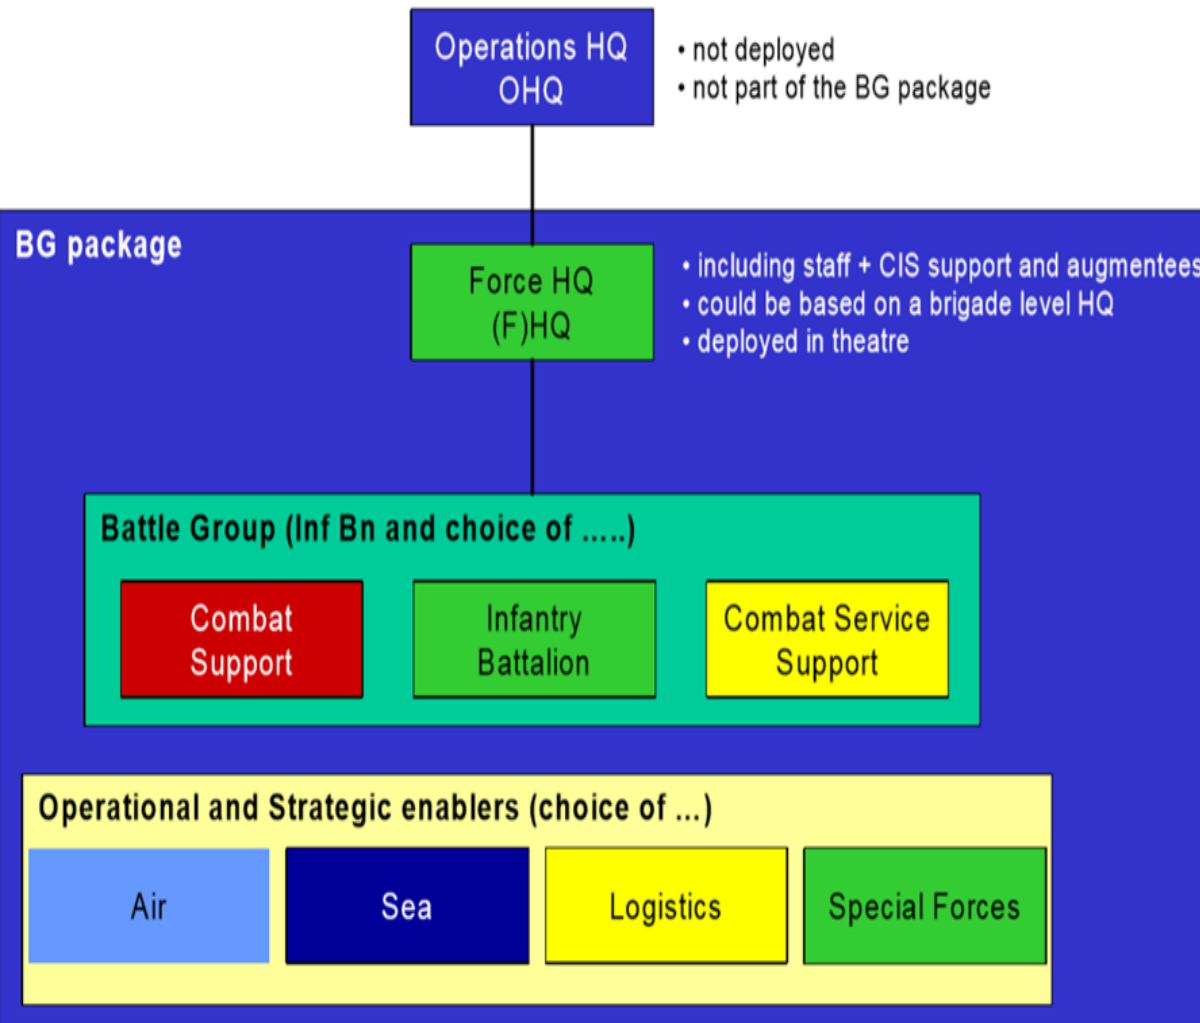 Operations HQ
OHQ
• not deployed
• not part of the BG package
BG package
Force HQ
(F)HQ
• including staff + CIS support and augmentees
• could be based on a brigade level HQ
• deployed in theatre
Battle Group (Inf Bn and choice of .....)
Combat
Support
Infantry
Battalion
Combat Service
Support
Operational and Strategic enablers (choice of ...)
Air
Sea
Logistics
Special Forces